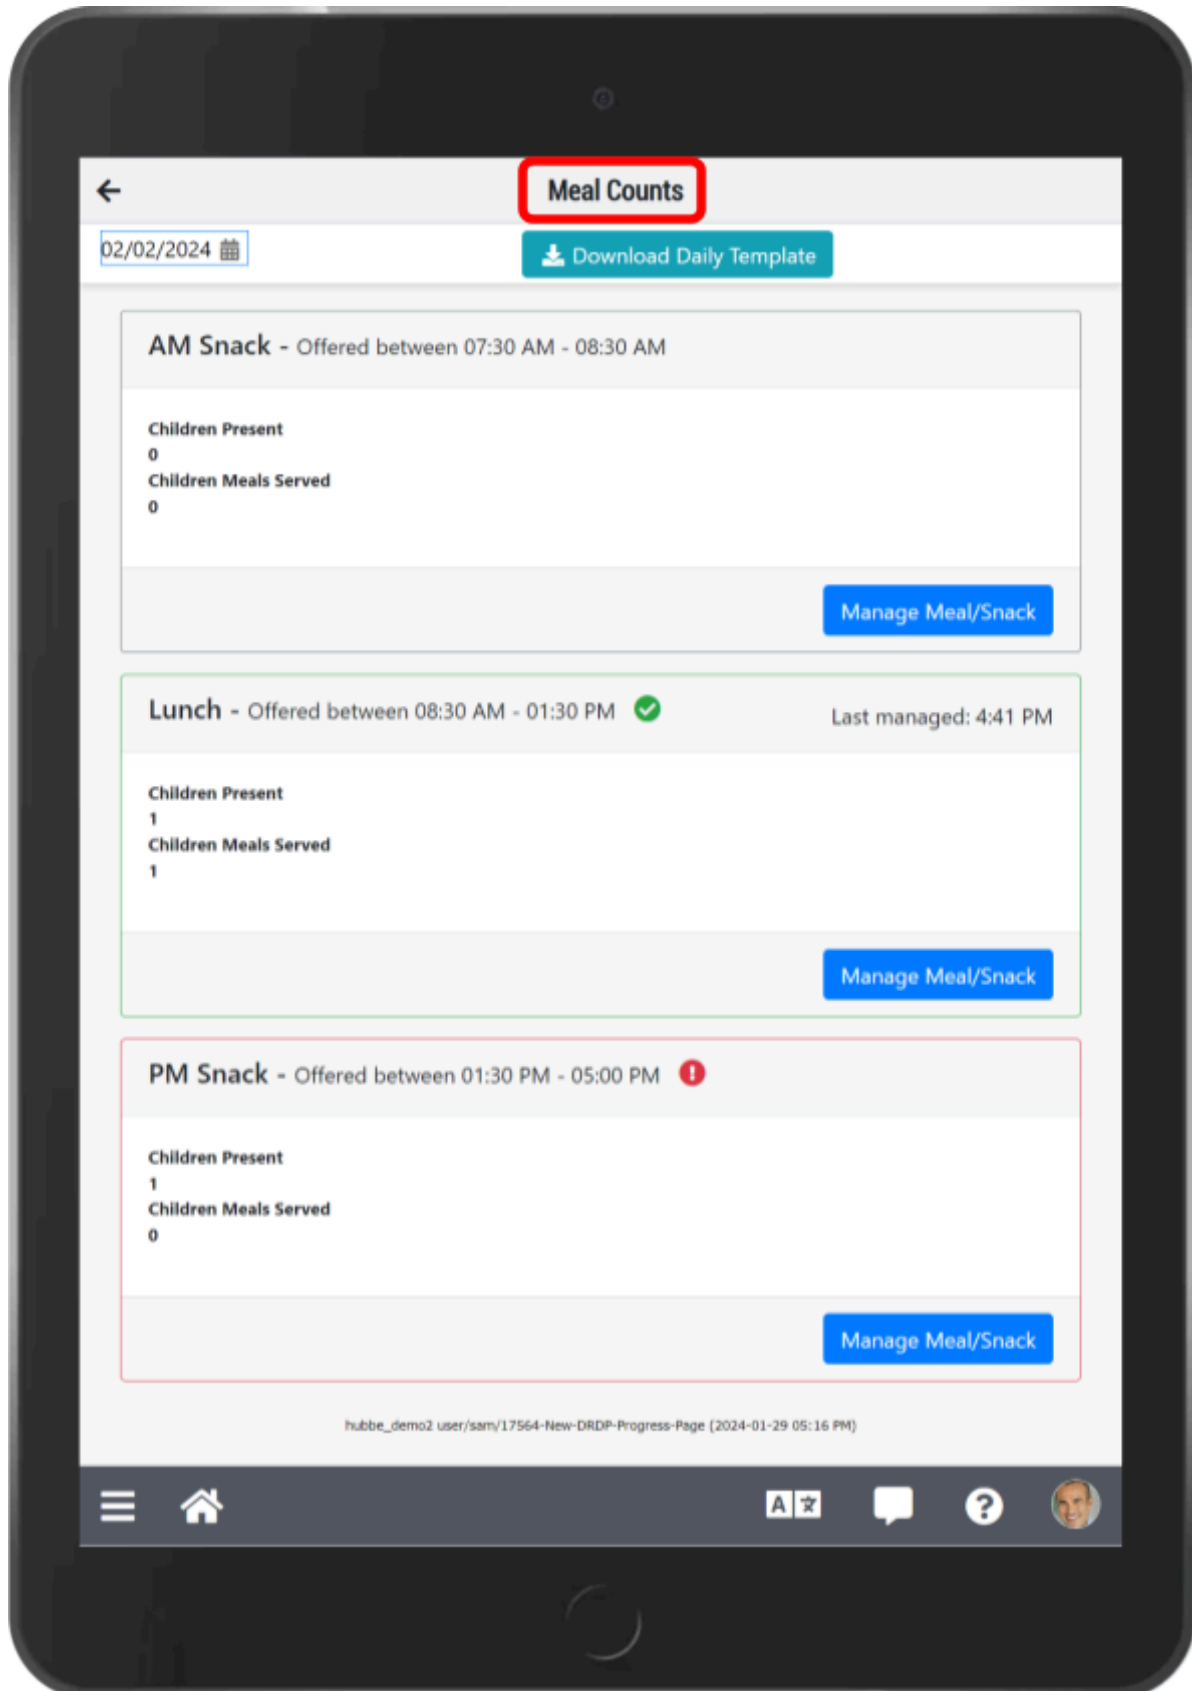 Meal Counts
02/02/2024
Download Daily Template
AM Snack - Offered between 07:30 AM - 08:30 AM
Children Present
0
Children Meals Served
0
Manage Meal/Snack
Lunch - Offered between 08:30 AM - 01:30 PM
Last managed: 4:41 PM
Children Present
1
Children Meals Served
1
Manage Meal/Snack
PM Snack - Offered between 01:30 PM - 05:00 PM
Children Present
1
Children Meals Served
0
Manage Meal/Snack
hubbe_demo2 user/sam/17564-New-DRDP-Progress-Page (2024-01-29 05:16 PM)
A 文